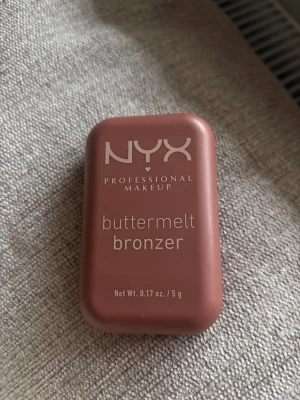 NYX
PROFESSIONAL
MAKEUP
buttermelt
bronzer
Net Wt. 0.17 oz. / 5 g